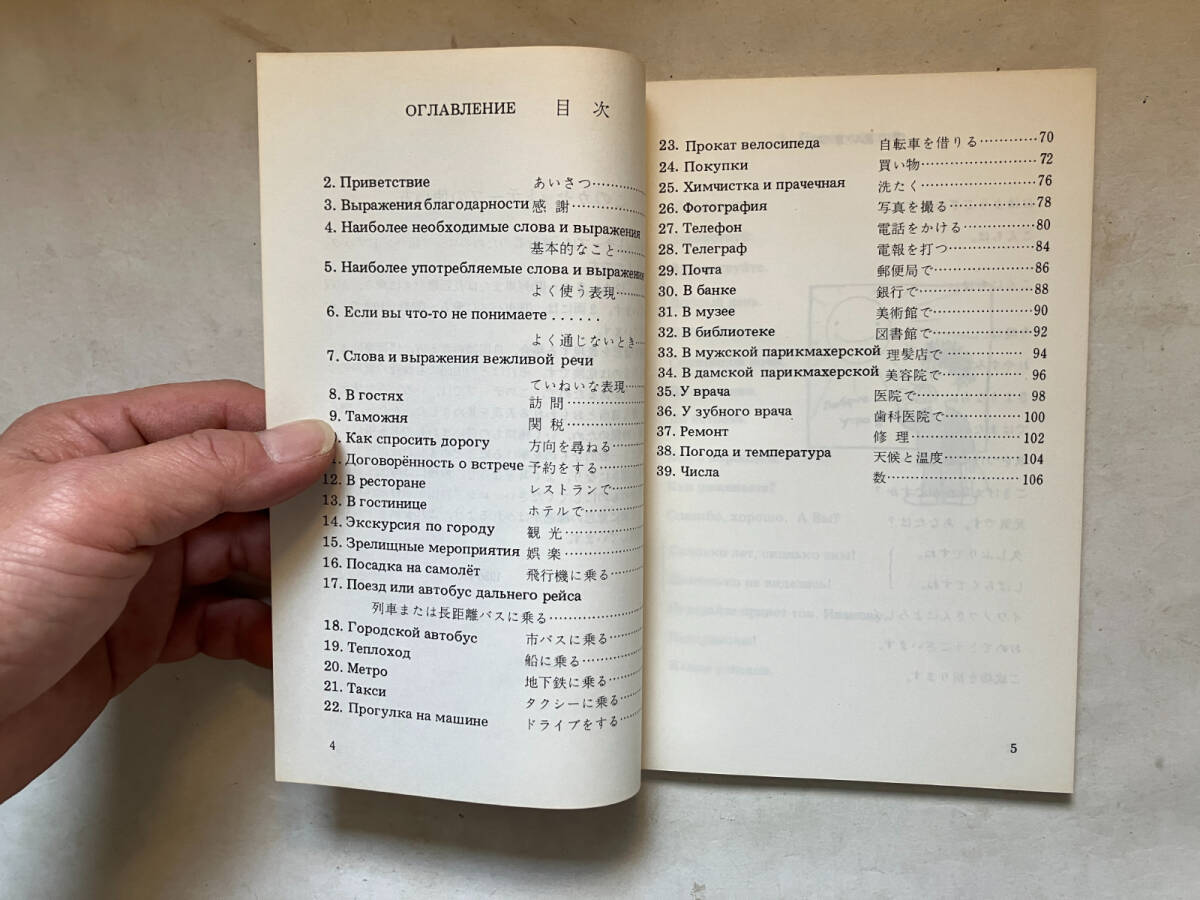 ОГЛАВЛЕНИЕ 目 次
2. Приветствие あいさつ…………
3. Выражения благодарности 感 謝…………
4. Наиболее необходимые слова и выражения
基本的なこと……
5. Наиболее употребляемые слова и выражения
よく使う表現……
6. Если вы что-то не понимаете ......
よく通じないとき…
7. Слова и выражения вежливой речи
ていねいな表現……
8. В гостях 訪 問…………
9. Таможня 関 税…………
Как спросить дорогу 方向を尋ねる……
Договорённость о встрече 予約をする……
12. В ресторане レストランで……
13. В гостинице ホテルで…………
14. Экскурсия по городу 観 光…………
15. Зрелищные мероприятия 娯 楽…………
16. Посадка на самолёт 飛行機に乗る……
17. Поезд или автобус дальнего рейса
列車または長距離バスに乗る…………
18. Городской автобус 市バスに乗る……
19. Теплоход 船に乗る…………
20. Метро 地下鉄に乗る……
21. Такси タクシーに乗る……
22. Прогулка на машине ドライブをする……
4
23. Прокат велосипеда 自転車を借りる…………70
24. Покупки 買い物…………72
25. Химчистка и прачечная 洗たく…………76
26. Фотография 写真を撮る…………78
27. Телефон 電話をかける…………80
28. Телеграф 電報を打つ…………84
29. Почта 郵便局で…………86
30. В банке 銀行で…………88
31. В музее 美術館で…………90
32. В библиотеке 図書館で…………92
33. В мужской парикмахерской 理髪店で………… 94
34. В дамской парикмахерской 美容院で………… 96
35. У врача 医院で………… 98
36. У зубного врача 歯科医院で…………100
37. Ремонт 修 理…………102
38. Погода и температура 天候と温度…………104
39. Числа 数…………106
5